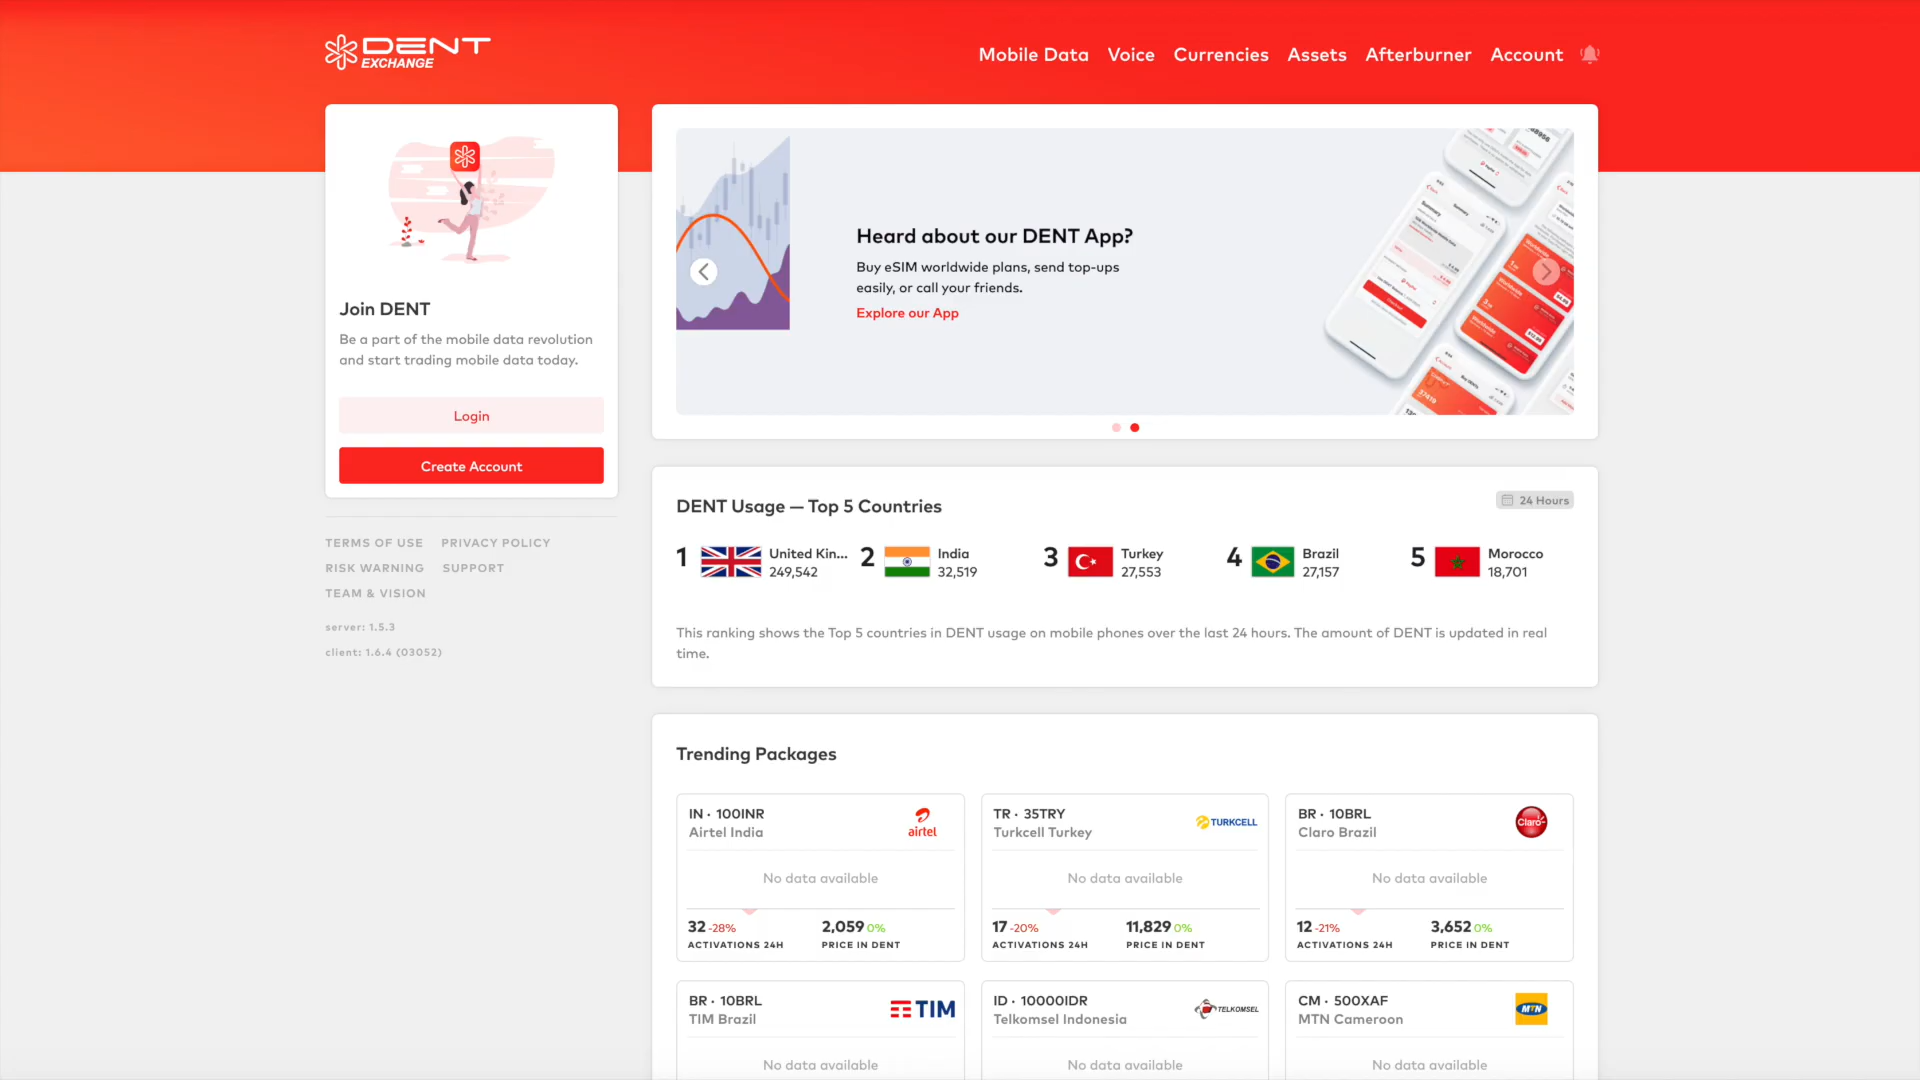 DENT
EXCHANGE
Mobile Data Voice Currencies Assets Afterburner Account
Join DENT
Be a part of the mobile data revolution
and start trading mobile data today.
Login
Create Account
TERMS OF USE PRIVACY POLICY
RISK WARNING SUPPORT
TEAM & VISION
server: 1.5.3
client: 1.6.4 (03052)
Heard about our DENT App?
Buy eSIM worldwide plans, send top-ups
easily, or call your friends.
Explore our App
Summary
DENT Usage — Top 5 Countries
24 Hours
1 United Kin... 249,542
2 India 32,519
3 Turkey 27,553
4 Brazil 27,157
5 Morocco 18,701
This ranking shows the Top 5 countries in DENT usage on mobile phones over the last 24 hours. The amount of DENT is updated in real
time.
Trending Packages
IN · 100INR
Airtel India
airtel
No data available
32 -28% 2,059 0%
ACTIVATIONS 24H PRICE IN DENT
TR · 35TRY
Turkcell Turkey
TURKCELL
No data available
17 -20% 11,829 0%
ACTIVATIONS 24H PRICE IN DENT
BR · 10BRL
Claro Brazil
Claro
No data available
12 -21% 3,652 0%
ACTIVATIONS 24H PRICE IN DENT
BR · 10BRL
TIM Brazil
TIM
No data available
ID · 10000IDR
Telkomsel Indonesia
TELKOMSEL
No data available
CM · 500XAF
MTN Cameroon
MTN
No data available